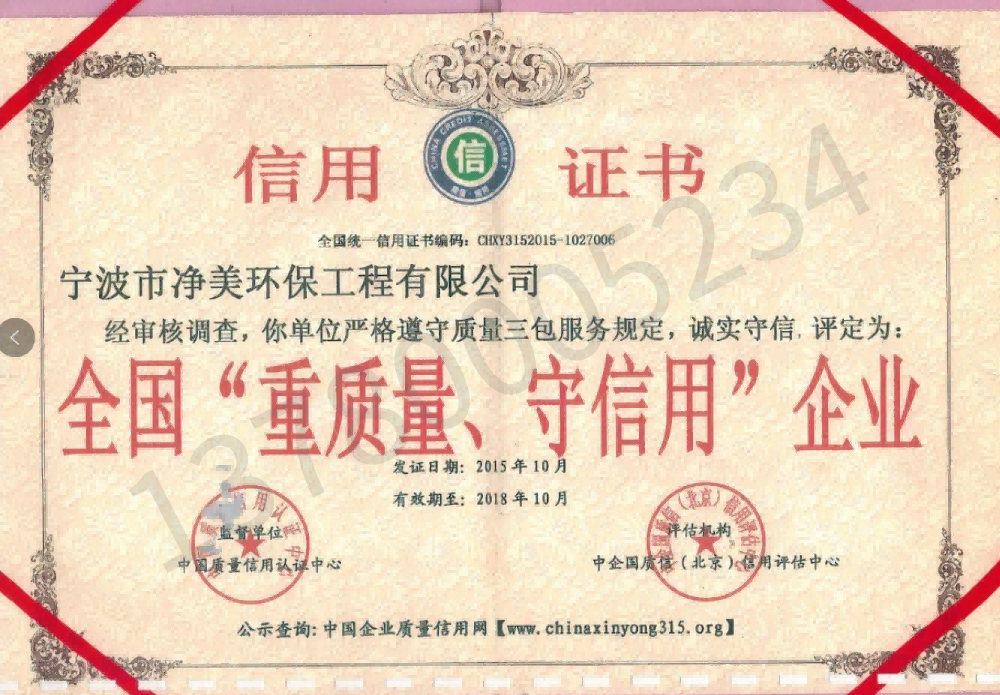 CHINA CREDIT
信
信用 证书
全国统一信用证书编码：CHXY3152015-1027006
宁波市净美环保工程有限公司
经审核调查，你单位严格遵守质量三包服务规定，诚实守信，评定为：
全国“重质量、守信用”企业
发证日期：2015年10月
有效期至：2018年10月
监督单位
中国质量信用认证中心
评估机构
中企国质信（北京）信用评估中心
公示查询：中国企业质量信用网【www.chinaxinyong315.org】
13780005234